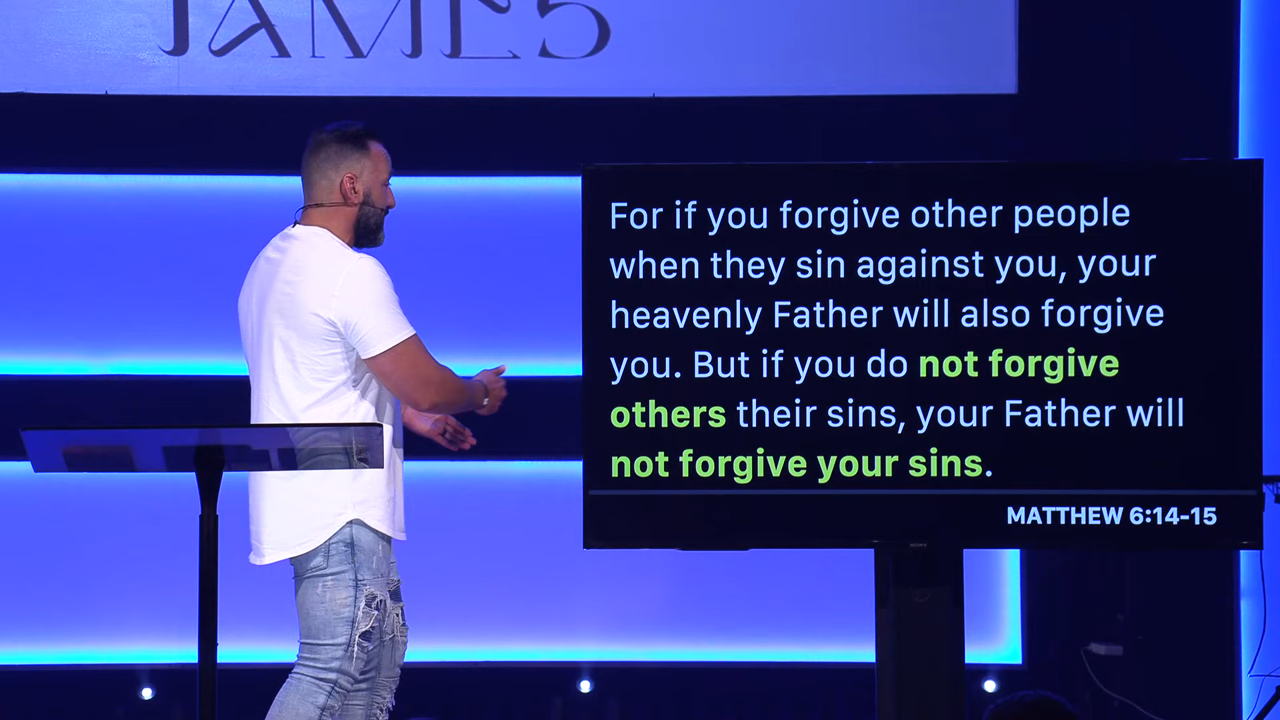 JAMES
For if you forgive other people
when they sin against you, your
heavenly Father will also forgive
you. But if you do not forgive
others their sins, your Father will
not forgive your sins.
MATTHEW 6:14-15
SONY